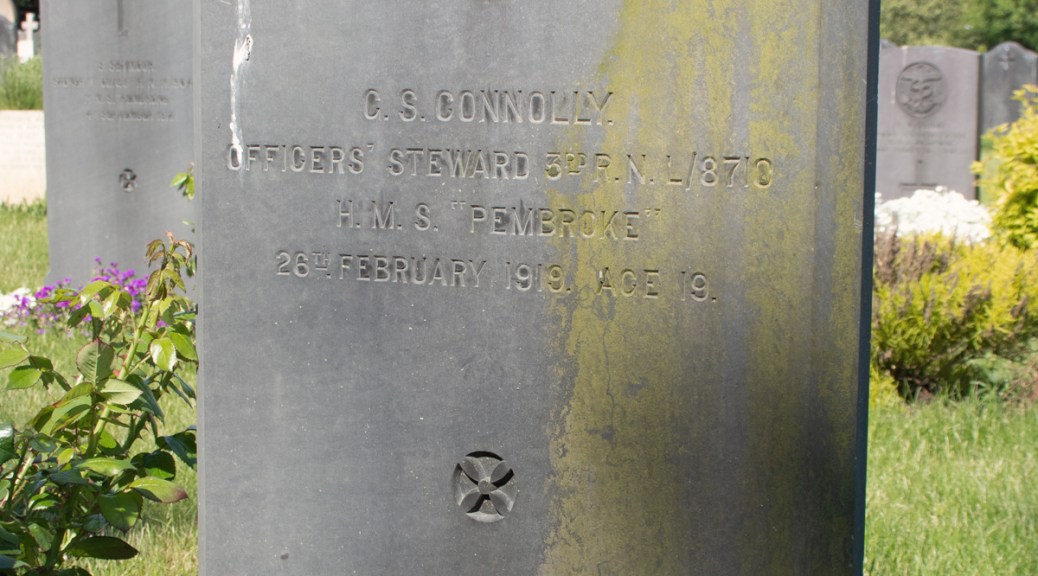 C. S. CONNOLLY.
OFFICERS' STEWARD 3RD R. N. L/8710
H. M. S. "PEMBROKE"
26TH FEBRUARY 1919. AGE 19.